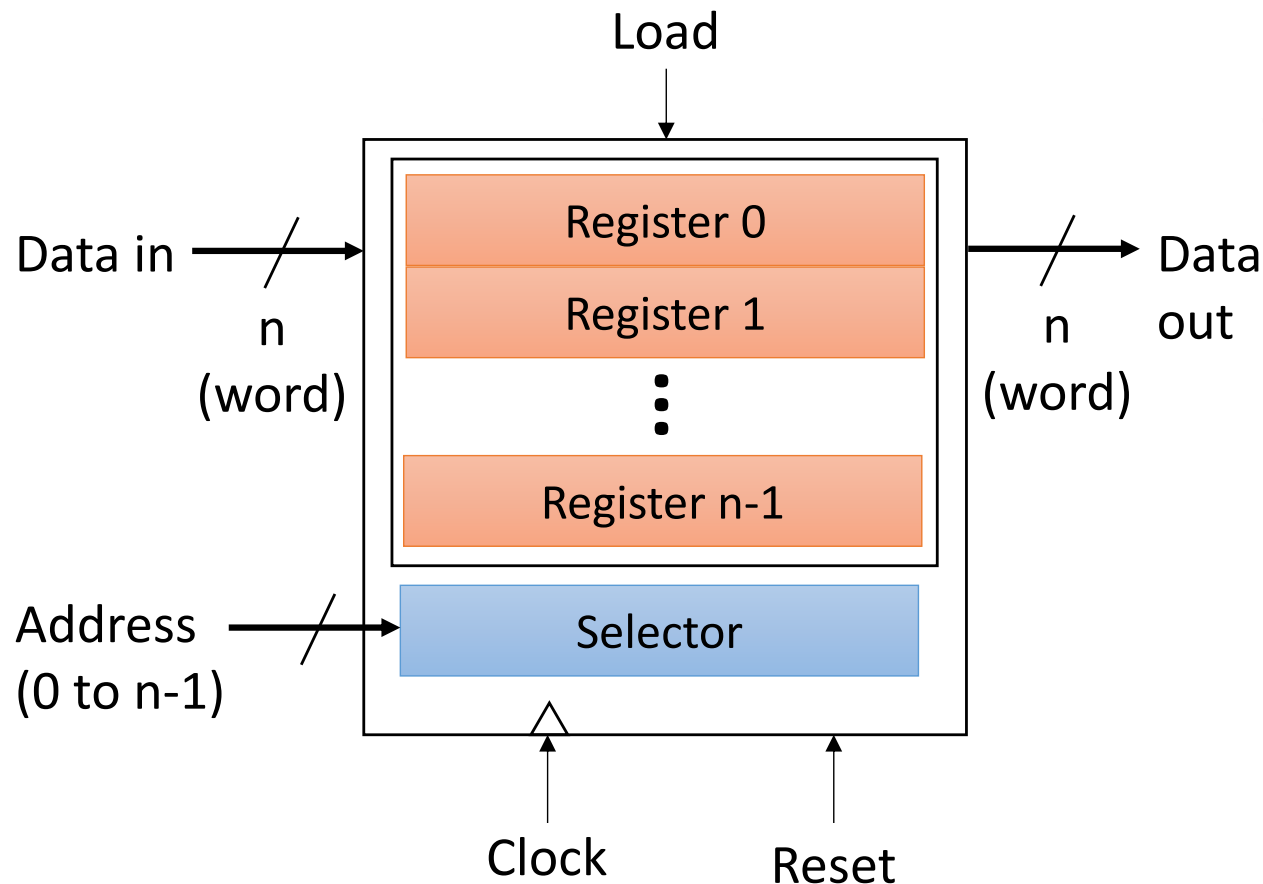 Load
Register 0
Data in
Data
out
Register 1
n
(word)
n
(word)
Register n-1
Address
(0 to n-1)
Selector
Clock
Reset